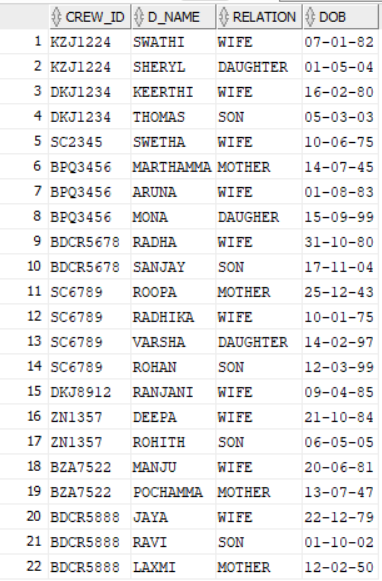 CREW_ID D_NAME RELATION DOB
1 KZJ1224 SWATHI WIFE 07-01-82
2 KZJ1224 SHERYL DAUGHTER 01-05-04
3 DKJ1234 KEERTHI WIFE 16-02-80
4 DKJ1234 THOMAS SON 05-03-03
5 SC2345 SWETHA WIFE 10-06-75
6 BPQ3456 MARTHAMMA MOTHER 14-07-45
7 BPQ3456 ARUNA WIFE 01-08-83
8 BPQ3456 MONA DAUGHER 15-09-99
9 BDCR5678 RADHA WIFE 31-10-80
10 BDCR5678 SANJAY SON 17-11-04
11 SC6789 ROOPA MOTHER 25-12-43
12 SC6789 RADHIKA WIFE 10-01-75
13 SC6789 VARSHA DAUGHTER 14-02-97
14 SC6789 ROHAN SON 12-03-99
15 DKJ8912 RANJANI WIFE 09-04-85
16 ZN1357 DEEPA WIFE 21-10-84
17 ZN1357 ROHITH SON 06-05-05
18 BZA7522 MANJU WIFE 20-06-81
19 BZA7522 POCHAMMA MOTHER 13-07-47
20 BDCR5888 JAYA WIFE 22-12-79
21 BDCR5888 RAVI SON 01-10-02
22 BDCR5888 LAXMI MOTHER 12-02-50